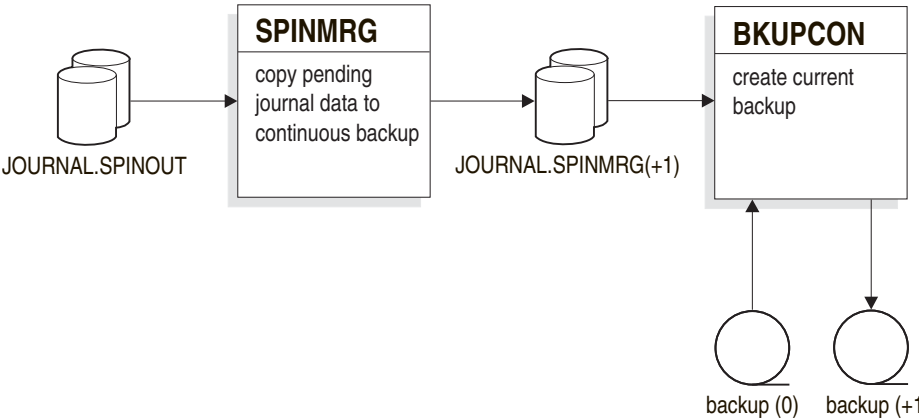 SPINMRG
copy pending
journal data to
continuous backup
BKUPCON
create current
backup
JOURNAL.SPINOUT
JOURNAL.SPINMRG(+1)
backup (0)
backup (+1